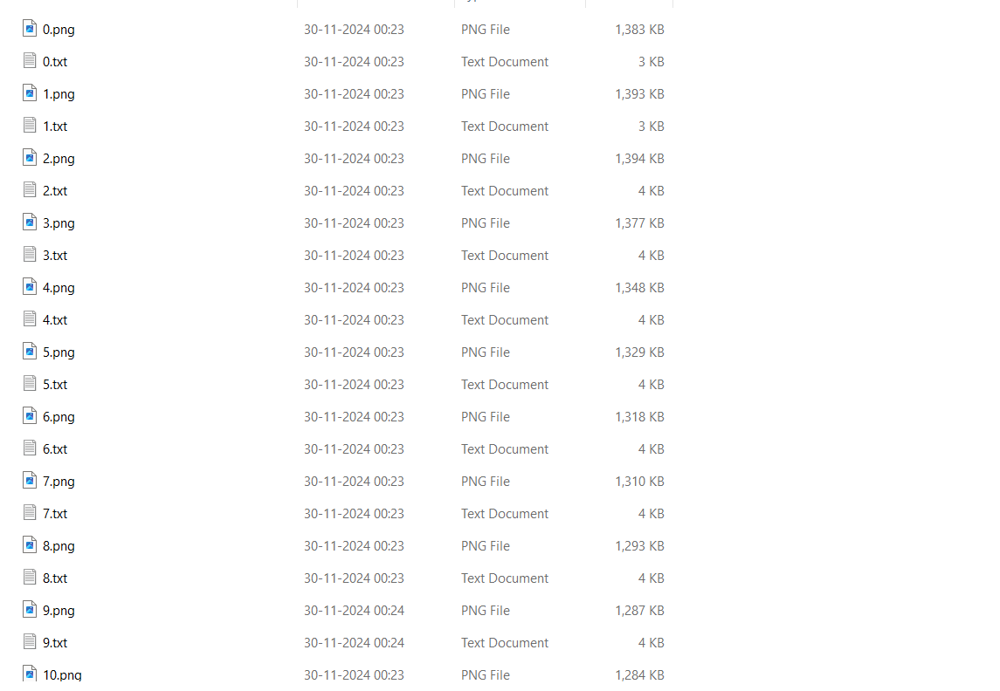 0.png 30-11-2024 00:23 PNG File 1,383 KB
0.txt 30-11-2024 00:23 Text Document 3 KB
1.png 30-11-2024 00:23 PNG File 1,393 KB
1.txt 30-11-2024 00:23 Text Document 3 KB
2.png 30-11-2024 00:23 PNG File 1,394 KB
2.txt 30-11-2024 00:23 Text Document 4 KB
3.png 30-11-2024 00:23 PNG File 1,377 KB
3.txt 30-11-2024 00:23 Text Document 4 KB
4.png 30-11-2024 00:23 PNG File 1,348 KB
4.txt 30-11-2024 00:23 Text Document 4 KB
5.png 30-11-2024 00:23 PNG File 1,329 KB
5.txt 30-11-2024 00:23 Text Document 4 KB
6.png 30-11-2024 00:23 PNG File 1,318 KB
6.txt 30-11-2024 00:23 Text Document 4 KB
7.png 30-11-2024 00:23 PNG File 1,310 KB
7.txt 30-11-2024 00:23 Text Document 4 KB
8.png 30-11-2024 00:23 PNG File 1,293 KB
8.txt 30-11-2024 00:23 Text Document 4 KB
9.png 30-11-2024 00:24 PNG File 1,287 KB
9.txt 30-11-2024 00:24 Text Document 4 KB
10.png 30-11-2024 00:23 PNG File 1,284 KB